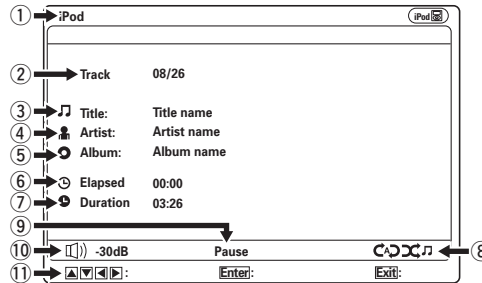 ① iPod iPod
② Track 08/26
③ Title: Title name
④ Artist: Artist name
⑤ Album: Album name
⑥ Elapsed 00:00
⑦ Duration 03:26
⑨
⑩ -30dB Pause A ⑧
⑪ : Enter: Exit: